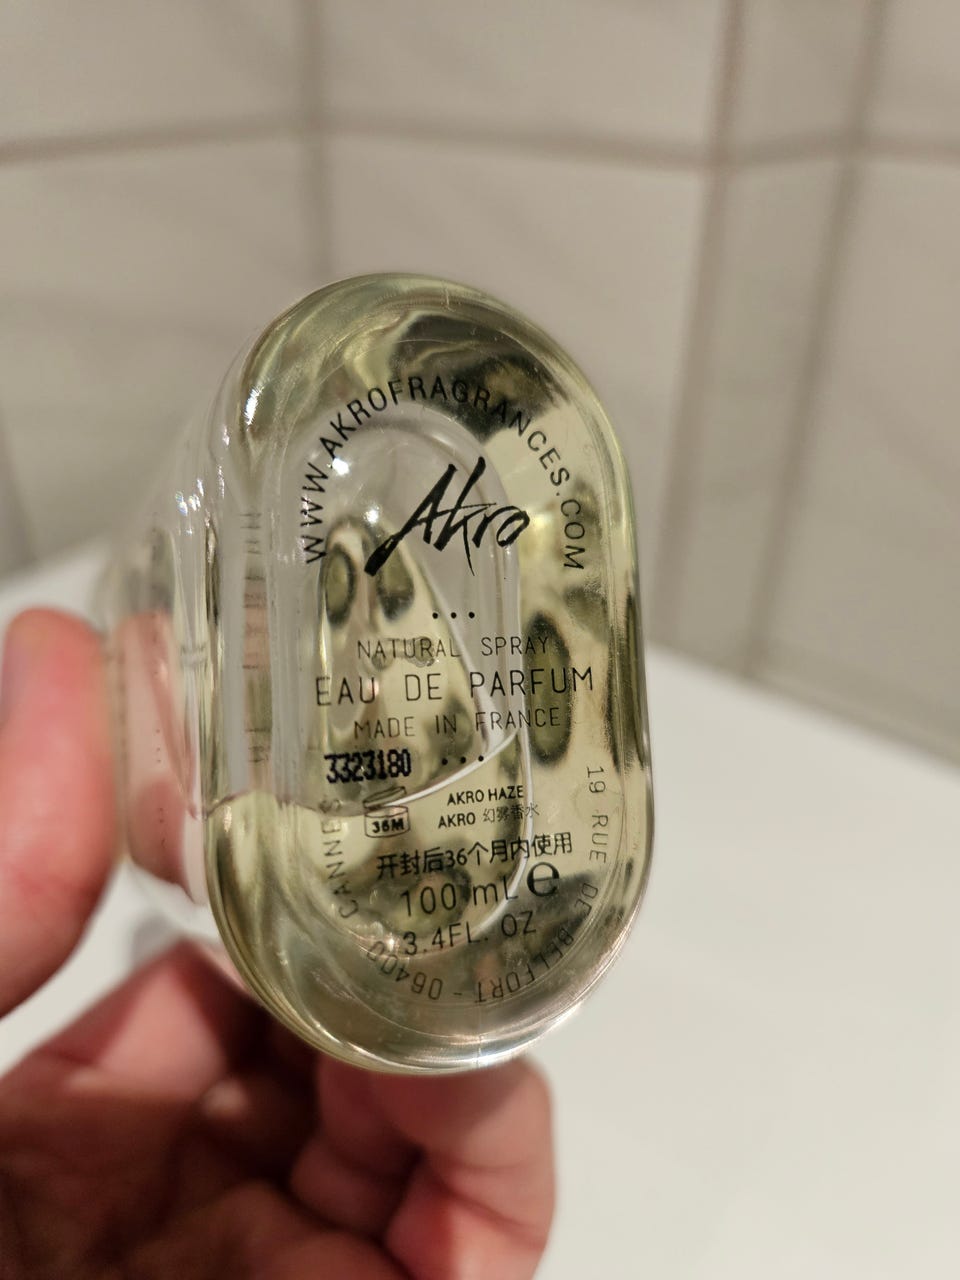 WWW.AKROFRAGRANCES.COM
Akro
...
NATURAL SPRAY
EAU DE PARFUM
MADE IN FRANCE
...
3323180
36M
AKRO HAZE
AKRO 幻雾香水
开封后36个月内使用
100 mL e
3.4FL. OZ
19 RUE DE BELFORT - 06400 CANNES